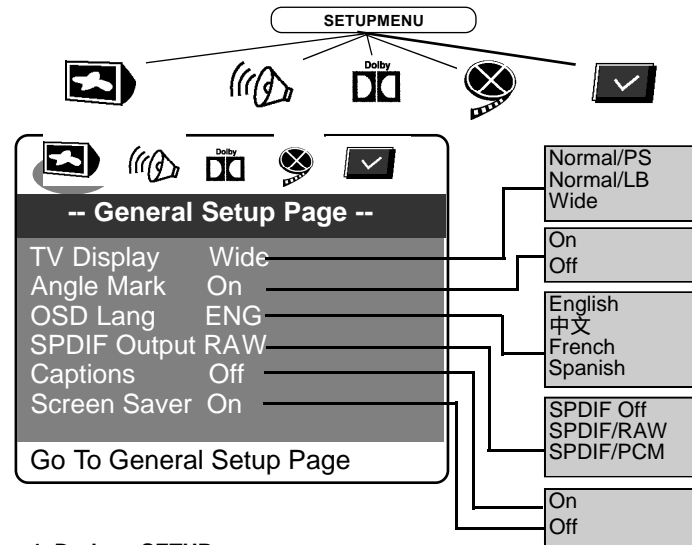 SETUPMENU
Dolby
Dolby
-- General Setup Page --
TV Display Wide
Angle Mark On
OSD Lang ENG
SPDIF Output RAW
Captions Off
Screen Saver On
Go To General Setup Page
Normal/PS
Normal/LB
Wide
On
Off
English
中文
French
Spanish
SPDIF Off
SPDIF/RAW
SPDIF/PCM
On
Off